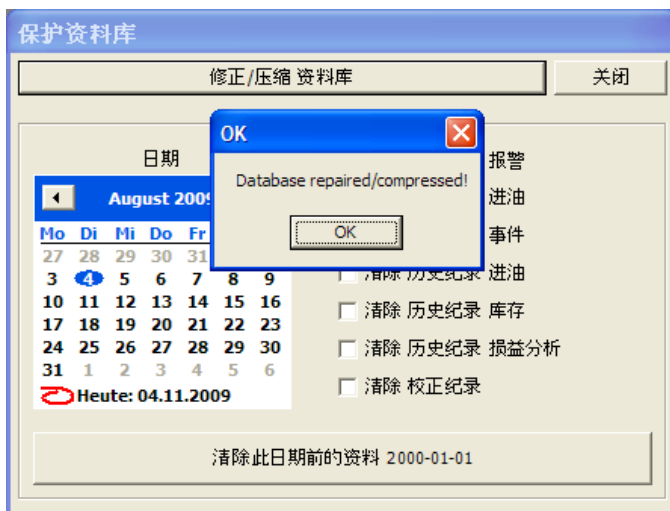 保护资料库
修正/压缩 资料库
关闭
OK
Database repaired/compressed!
OK
日期
August 2009
Mo Di Mi Do Fr
27 28 29 30 31
3 4 5 6 7 8 9
10 11 12 13 14 15 16
17 18 19 20 21 22 23
24 25 26 27 28 29 30
31 1 2 3 4 5 6
Heute: 04.11.2009
报警
进油
事件
清除 历史纪录 进油
清除 历史纪录 库存
清除 历史纪录 损益分析
清除 校正纪录
清除此日期前的资料 2000-01-01